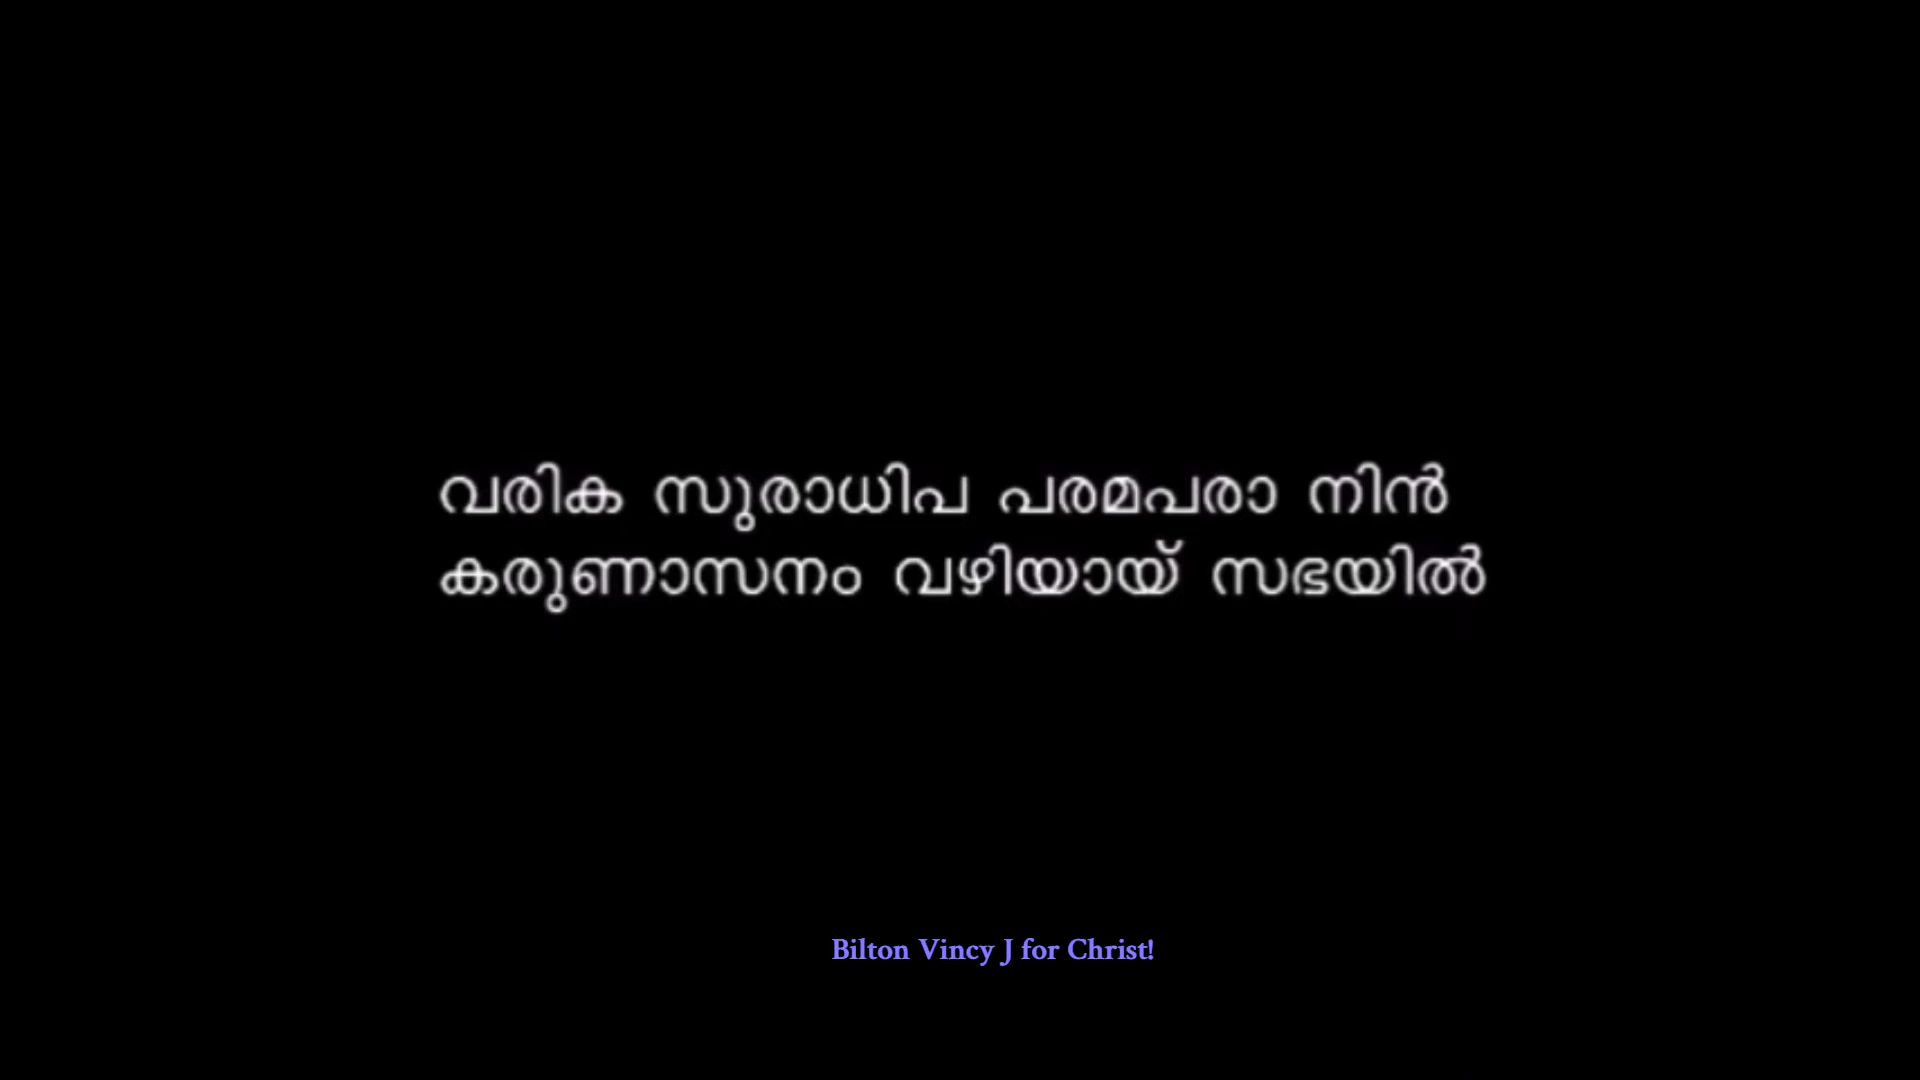 വരിക സുരാധിപ പരമപരാ നിൻ
കരുണാസനം വഴിയായ് സഭയിൽ
Bilton Vincy J for Christ!